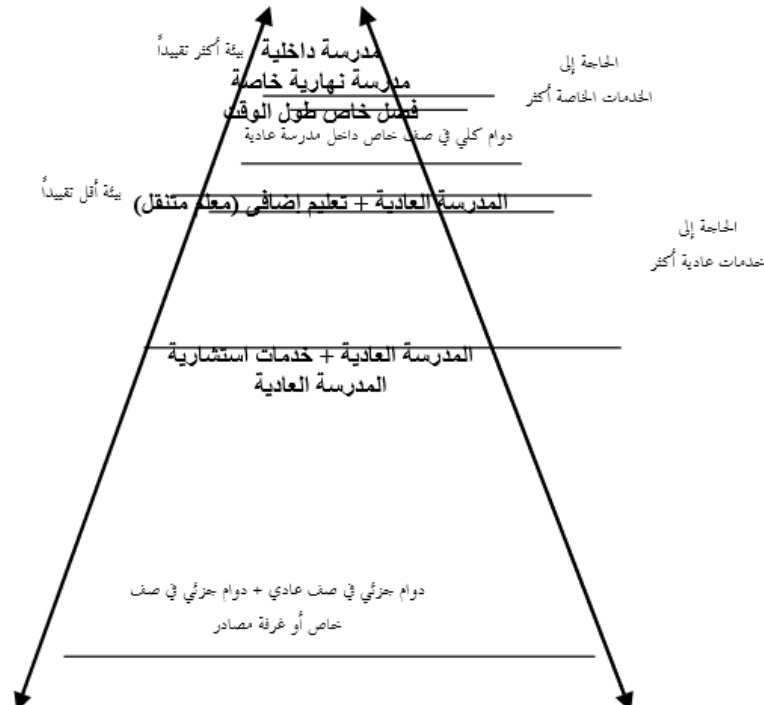 مدرسة داخلية
بيئة أكثر تقييداً
الحاجة إلى
الخدمات الخاصة أكثر
مدرسة نهارية خاصة
فصل خاص طول الوقت
دوام كلي في صف خاص داخل مدرسة عادية
بيئة أقل تقييداً
المدرسة العادية + تعليم إضافي (معلم متنقل)
الحاجة إلى
خدمات عادية أكثر
المدرسة العادية + خدمات استشارية
المدرسة العادية
دوام جزئي في صف عادي + دوام جزئي في صف
خاص أو غرفة مصادر